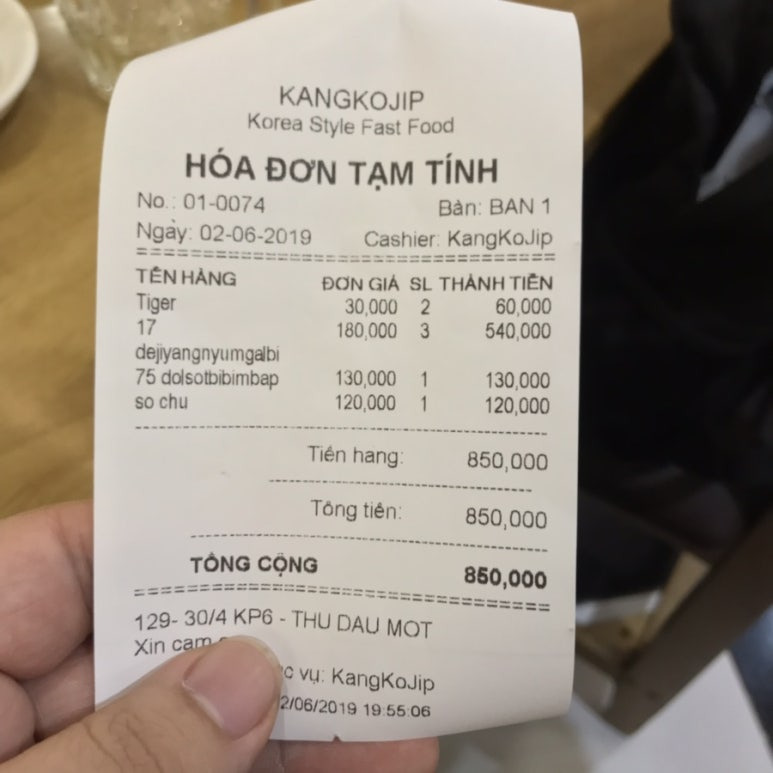 KANGKOJIP
Korea Style Fast Food
HÓA ĐƠN TẠM TÍNH
No.: 01-0074 Bàn: BAN 1
Ngày: 02-06-2019 Cashier: KangKoJip
TÊN HÀNG ĐƠN GIÁ SL THÀNH TIỀN
Tiger 30,000 2 60,000
17 180,000 3 540,000
dejiyangnyumgalbi
75 dolsotbibimbap 130,000 1 130,000
so chu 120,000 1 120,000
Tiền hàng: 850,000
Tổng tiền: 850,000
TỔNG CỘNG 850,000
129- 30/4 KP6 - THU DAU MOT
Xin cam
vụ: KangKoJip
2/06/2019 19:55:06